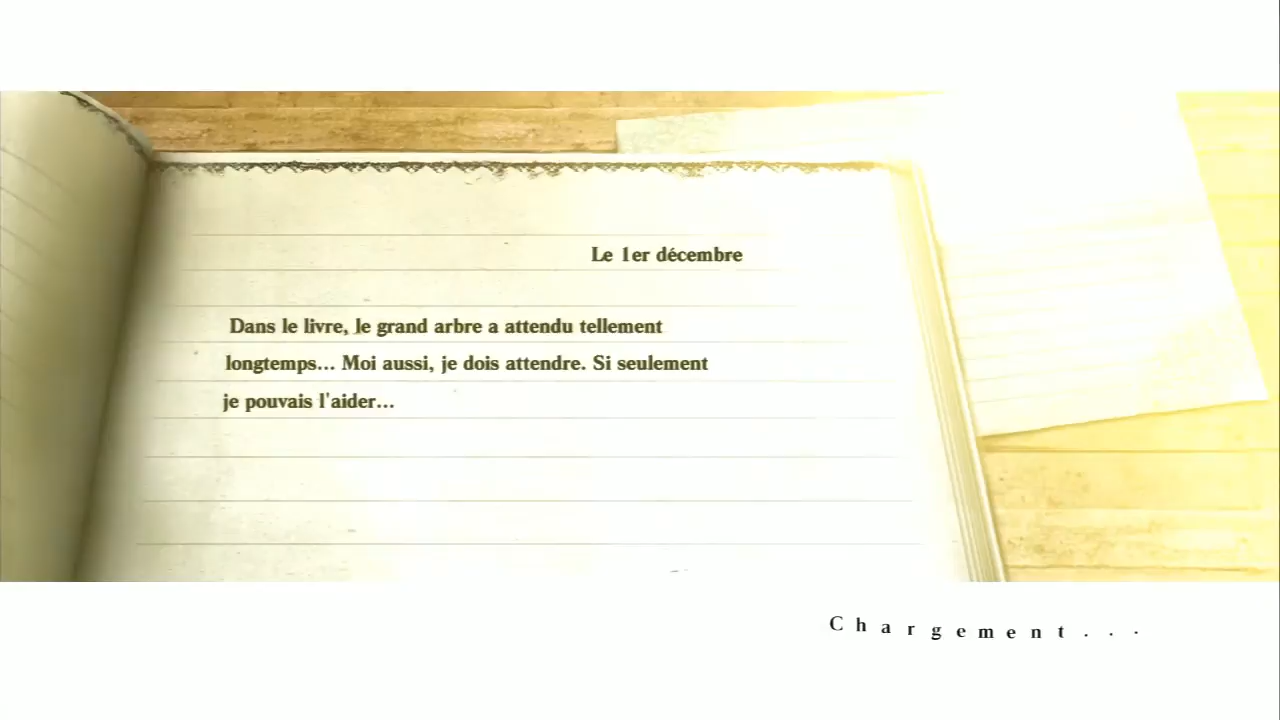 Le 1er décembre
Dans le livre, le grand arbre a attendu tellement
longtemps... Moi aussi, je dois attendre. Si seulement
je pouvais l'aider...
Chargement...